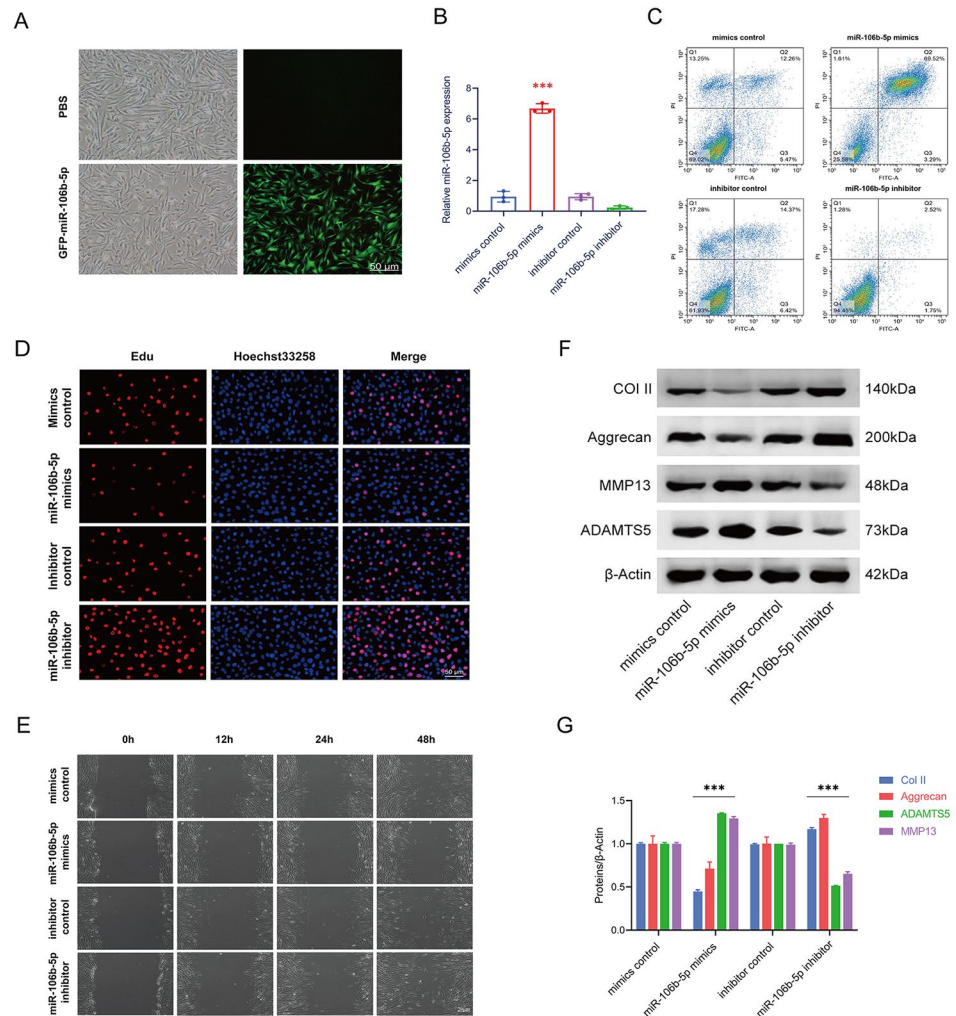 A
PBS
GFP-miR-106b-5p
50 μm
B
Relative miR-106b-5p expression
8
6
4
2
0
***
mimics control
miR-106b-5p mimics
inhibitor control
miR-106b-5p inhibitor
C
mimics control
Q1
13.25%
Q2
12.26%
Q4
69.02%
Q3
5.47%
PI
FITC-A
miR-106b-5p mimics
Q1
1.61%
Q2
69.52%
Q4
25.58%
Q3
3.29%
PI
FITC-A
inhibitor control
Q1
17.28%
Q2
14.37%
Q4
61.93%
Q3
6.42%
PI
FITC-A
miR-106b-5p inhibitor
Q1
1.28%
Q2
2.52%
Q4
94.45%
Q3
1.75%
PI
FITC-A
D
Edu Hoechst33258 Merge
Mimics control
miR-106b-5p mimics
Inhibitor control
miR-106b-5p inhibitor
50 μm
E
0h 12h 24h 48h
mimics control
miR-106b-5p mimics
inhibitor control
miR-106b-5p inhibitor
F
COl II 140kDa
Aggrecan 200kDa
MMP13 48kDa
ADAMTS5 73kDa
β-Actin 42kDa
mimics control
miR-106b-5p mimics
inhibitor control
miR-106b-5p inhibitor
G
Proteins/β-Actin
1.5
1.0
0.5
0.0
***
***
mimics control
miR-106b-5p mimics
inhibitor control
miR-106b-5p inhibitor
Col II
Aggrecan
ADAMTS5
MMP13